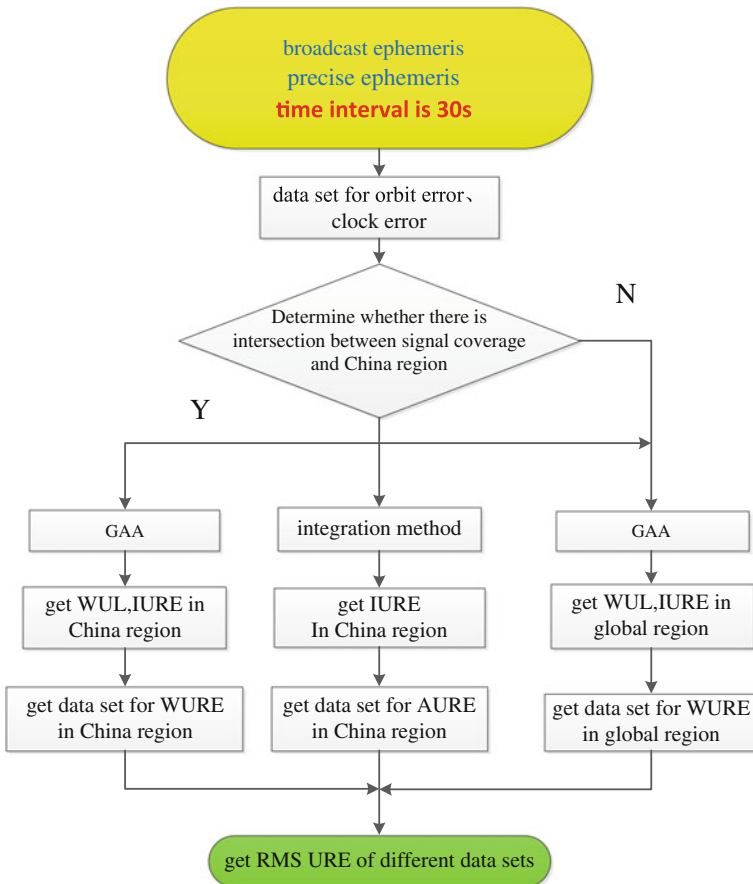 broadcast ephemeris
precise ephemeris
time interval is 30s
data set for orbit error、
clock error
Determine whether there is
intersection between signal coverage
and China region
N
Y
GAA
integration method
GAA
get WUL,IURE in
China region
get IURE
In China region
get WUL,IURE in
global region
get data set for WURE
in China region
get data set for AURE
in China region
get data set for WURE
in global region
get RMS URE of different data sets